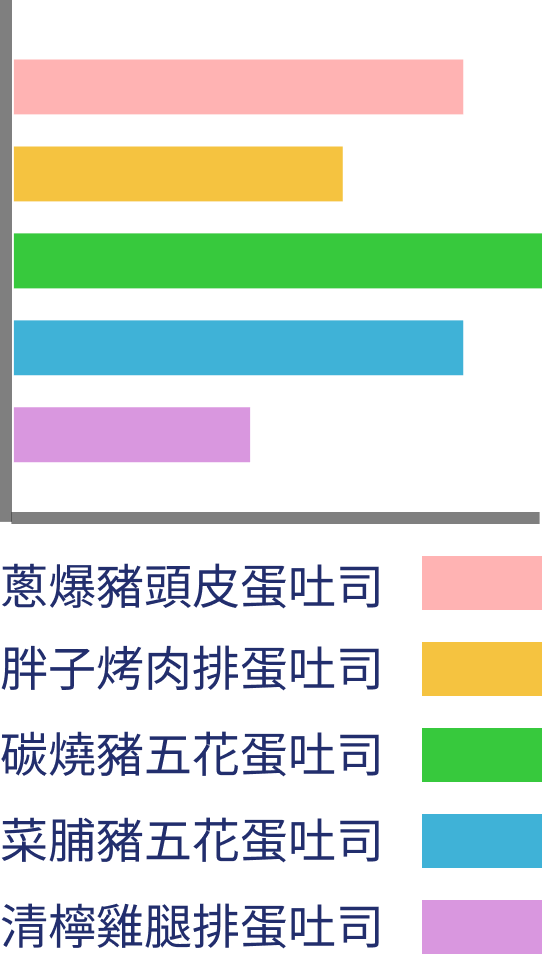 蔥爆豬頭皮蛋吐司
胖子烤肉排蛋吐司
碳燒豬五花蛋吐司
菜脯豬五花蛋吐司
清檸雞腿排蛋吐司